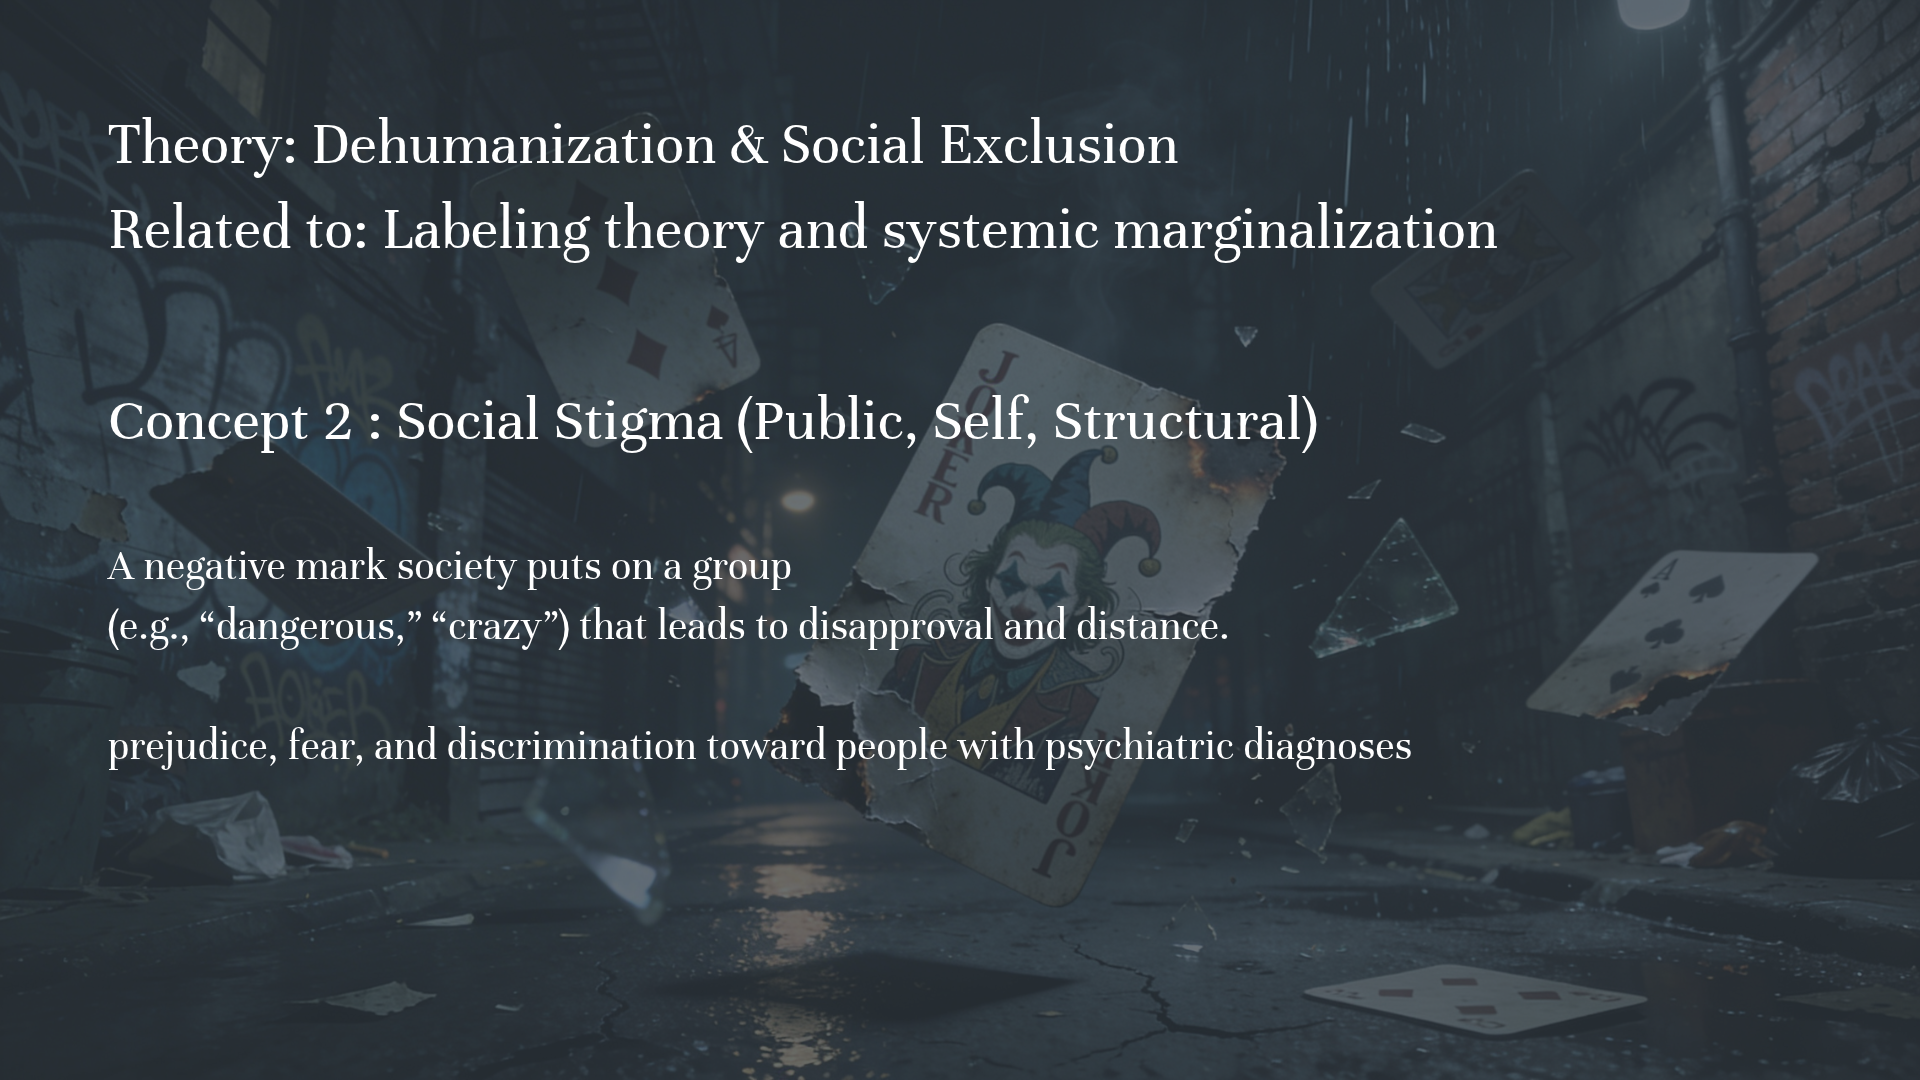 Theory: Dehumanization & Social Exclusion
Related to: Labeling theory and systemic marginalization
Concept 2 : Social Stigma (Public, Self, Structural)
A negative mark society puts on a group
(e.g., “dangerous,” “crazy”) that leads to disapproval and distance.
prejudice, fear, and discrimination toward people with psychiatric diagnoses
JOKER
JOKER
A
A